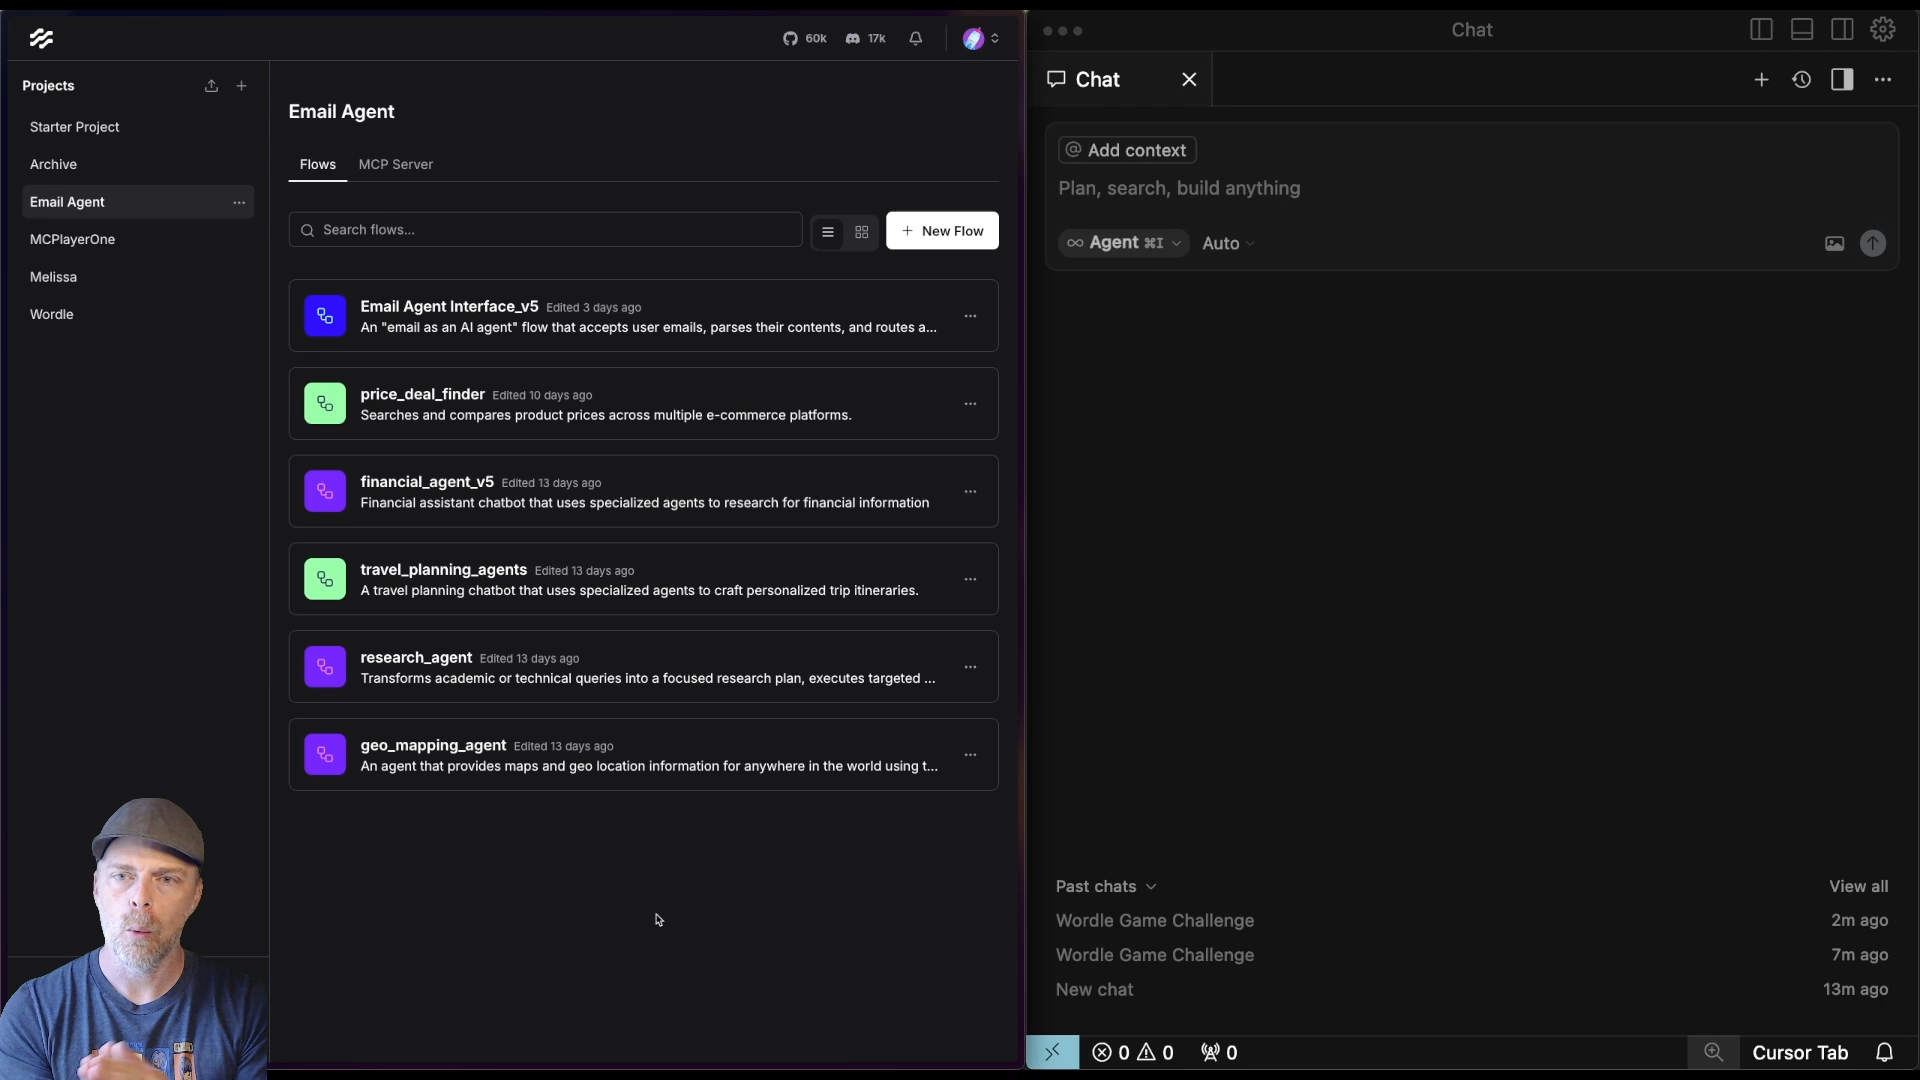 60k
17k
Projects
Starter Project
Archive
Email Agent
MCPlayerOne
Melissa
Wordle
Email Agent
Flows
MCP Server
Search flows...
New Flow
Email Agent Interface_v5 Edited 3 days ago
An "email as an AI agent" flow that accepts user emails, parses their contents, and routes a...
price_deal_finder Edited 10 days ago
Searches and compares product prices across multiple e-commerce platforms.
financial_agent_v5 Edited 13 days ago
Financial assistant chatbot that uses specialized agents to research for financial information
travel_planning_agents Edited 13 days ago
A travel planning chatbot that uses specialized agents to craft personalized trip itineraries.
research_agent Edited 13 days ago
Transforms academic or technical queries into a focused research plan, executes targeted ...
geo_mapping_agent Edited 13 days ago
An agent that provides maps and geo location information for anywhere in the world using t...
Chat
Chat
@ Add context
Plan, search, build anything
∞ Agent ⌘I
Auto
Past chats
View all
Wordle Game Challenge 2m ago
Wordle Game Challenge 7m ago
New chat 13m ago
0 0 0
Cursor Tab